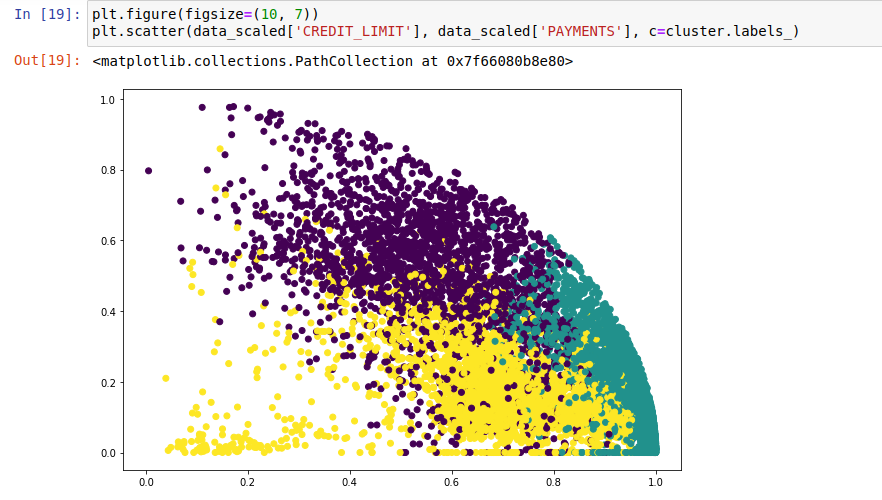 In [19]: plt.figure(figsize=(10, 7))
plt.scatter(data_scaled['CREDIT_LIMIT'], data_scaled['PAYMENTS'], c=cluster.labels_)
Out[19]: <matplotlib.collections.PathCollection at 0x7f66080b8e80>
1.0
0.8
0.6
0.4
0.2
0.0
0.0 0.2 0.4 0.6 0.8 1.0